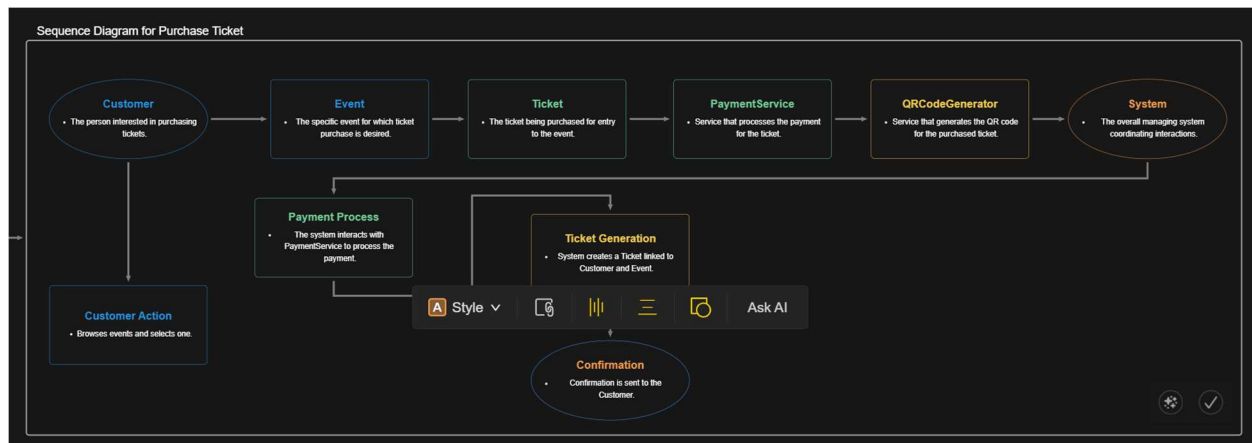 Sequence Diagram for Purchase Ticket
Customer
• The person interested in purchasing
tickets.
Event
• The specific event for which ticket
purchase is desired.
Ticket
• The ticket being purchased for entry
to the event.
PaymentService
• Service that processes the payment
for the ticket.
QRCodeGenerator
• Service that generates the QR code
for the purchased ticket.
System
• The overall managing system
coordinating interactions.
Payment Process
• The system interacts with
PaymentService to process the
payment.
Ticket Generation
• System creates a Ticket linked to
Customer and Event.
A Style
Ask AI
Customer Action
• Browses events and selects one.
Confirmation
• Confirmation is sent to the
Customer.